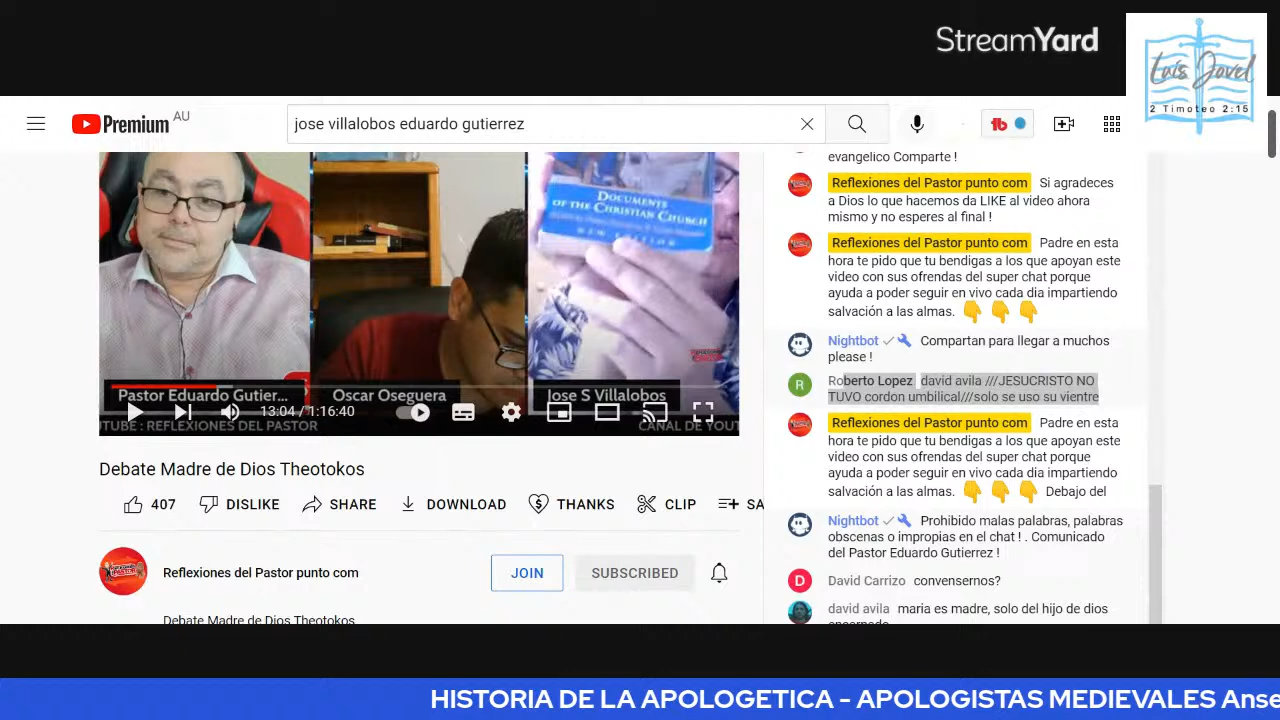 StreamYard
Luis Jovel
2 Timoteo 2:15
Premium AU
jose villalobos eduardo gutierrez
DOCUMENTS
OF THE CHRISTIAN CHURCH
Pastor Eduardo Gutier...
Oscar Oseguera
Jose S Villalobos
13:04 / 1:16:40
UTUBE : REFLEXIONES DEL PASTOR
CANAL DE YOUT
Debate Madre de Dios Theotokos
407 DISLIKE SHARE DOWNLOAD THANKS CLIP SA
Reflexiones del Pastor punto com
JOIN
SUBSCRIBED
Debate Madre de Dios Theotokos
evangelico Comparte !
Reflexiones del Pastor punto com Si agradeces
a Dios lo que hacemos da LIKE al video ahora
mismo y no esperes al final !
Reflexiones del Pastor punto com Padre en esta
hora te pido que tu bendigas a los que apoyan este
video con sus ofrendas del super chat porque
ayuda a poder seguir en vivo cada dia impartiendo
salvación a las almas. 👇 👇 👇
Nightbot Compartan para llegar a muchos
please !
R Roberto Lopez david avila ///JESUCRISTO NO
TUVO cordon umbilical///solo se uso su vientre
Reflexiones del Pastor punto com Padre en esta
hora te pido que tu bendigas a los que apoyan este
video con sus ofrendas del super chat porque
ayuda a poder seguir en vivo cada dia impartiendo
salvación a las almas. 👇 👇 👇 Debajo del
Nightbot Prohibido malas palabras, palabras
obscenas o impropias en el chat ! . Comunicado
del Pastor Eduardo Gutierrez !
D David Carrizo convensernos?
david avila maria es madre, solo del hijo de dios
encarnado
HISTORIA DE LA APOLOGETICA - APOLOGISTAS MEDIEVALES Anse